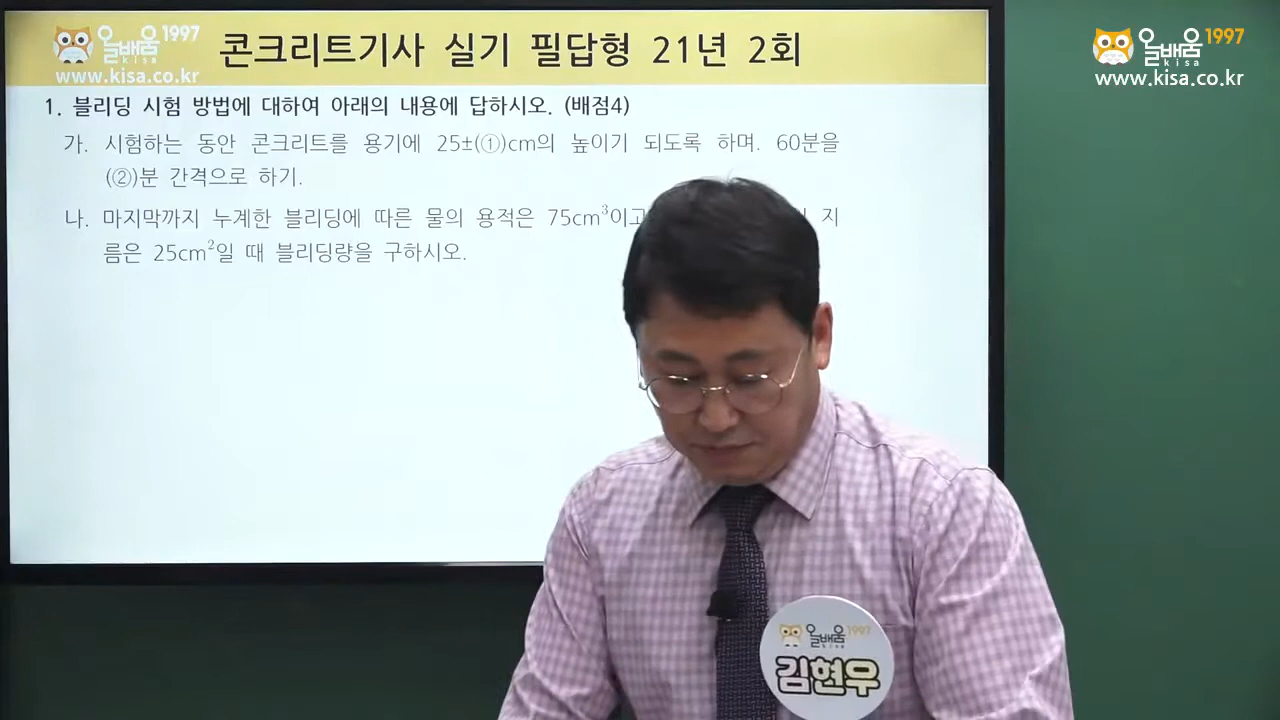 올배움 1997
kisa
www.kisa.co.kr
콘크리트기사 실기 필답형 21년 2회
1. 블리딩 시험 방법에 대하여 아래의 내용에 답하시오. (배점4)
가. 시험하는 동안 콘크리트를 용기에 25±(①)cm의 높이기 되도록 하며. 60분을
(②)분 간격으로 하기.
나. 마지막까지 누계한 블리딩에 따른 물의 용적은 75cm³이고 지
름은 25cm²일 때 블리딩량을 구하시오.
올배움 1997
kisa
www.kisa.co.kr
올배움 1997
kisa
김현우